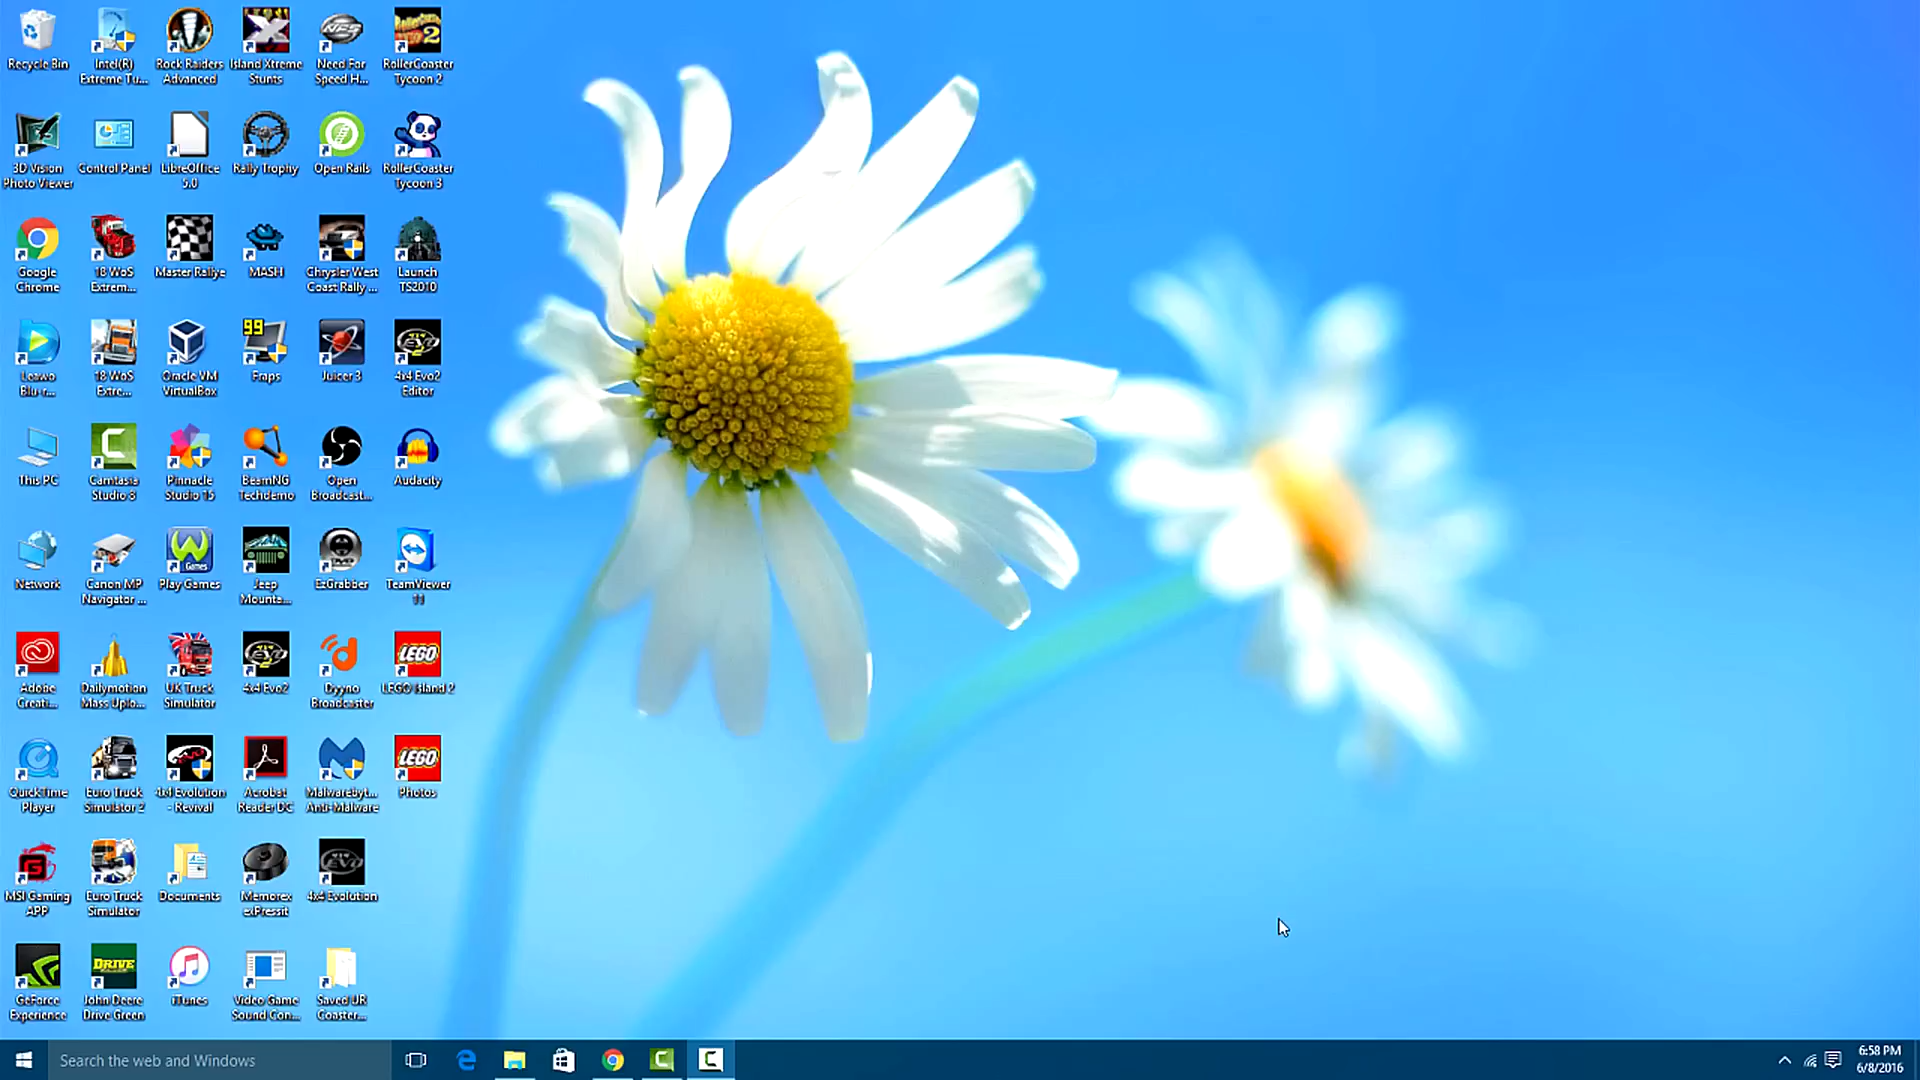 Recycle Bin
Intel(R)
Extreme Tu...
Rock Raiders
Advanced
Island Xtreme
Stunts
Need For
Speed H...
RollerCoaster
Tycoon 2
3D Vision
Photo Viewer
Control Panel
LibreOffice
5.0
Rally Trophy
Open Rails
RollerCoaster
Tycoon 3
Google
Chrome
18 WoS
Extrem...
Master Rallye
MASH
Chrysler West
Coast Rally ...
Launch
TS2010
Leawo
Blu-r...
18 WoS
Extre...
Oracle VM
VirtualBox
99
Fraps
Juicer 3
4x4 Evo2
Editor
This PC
Camtasia
Studio 8
Pinnacle
Studio 15
BeamNG
Techdemo
Open
Broadcast...
Audacity
Network
Canon MP
Navigator ...
Games
Play Games
Jeep
Mounta...
EzGrabber
TeamViewer
11
Adobe
Creati...
Dailymotion
Mass Uplo...
UK Truck
Simulator
4x4 Evo2
Dyyno
Broadcaster
LEGO
LEGO Island 2
QuickTime
Player
Euro Truck
Simulator 2
4x4 Evolution
- Revival
Acrobat
Reader DC
Malwarebyt...
Anti-Malware
LEGO
Photos
MSI Gaming
APP
Euro Truck
Simulator
Documents
Memorex
exPressit
4x4 Evolution
GeForce
Experience
DRIVE
John Deere
Drive Green
iTunes
Video Game
Sound Con...
Saved UR
Coaster...
Search the web and Windows
6:58 PM
6/8/2016